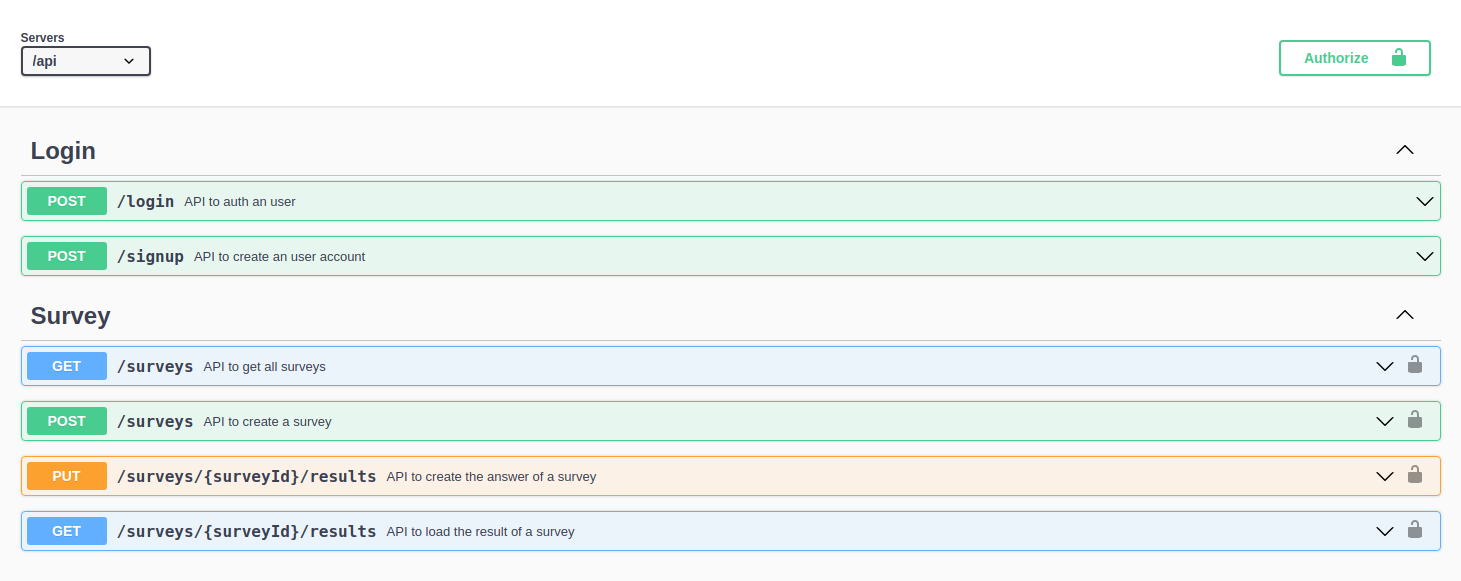 Servers
/api
Authorize
Login
POST /login API to auth an user
POST /signup API to create an user account
Survey
GET /surveys API to get all surveys
POST /surveys API to create a survey
PUT /surveys/{surveyId}/results API to create the answer of a survey
GET /surveys/{surveyId}/results API to load the result of a survey